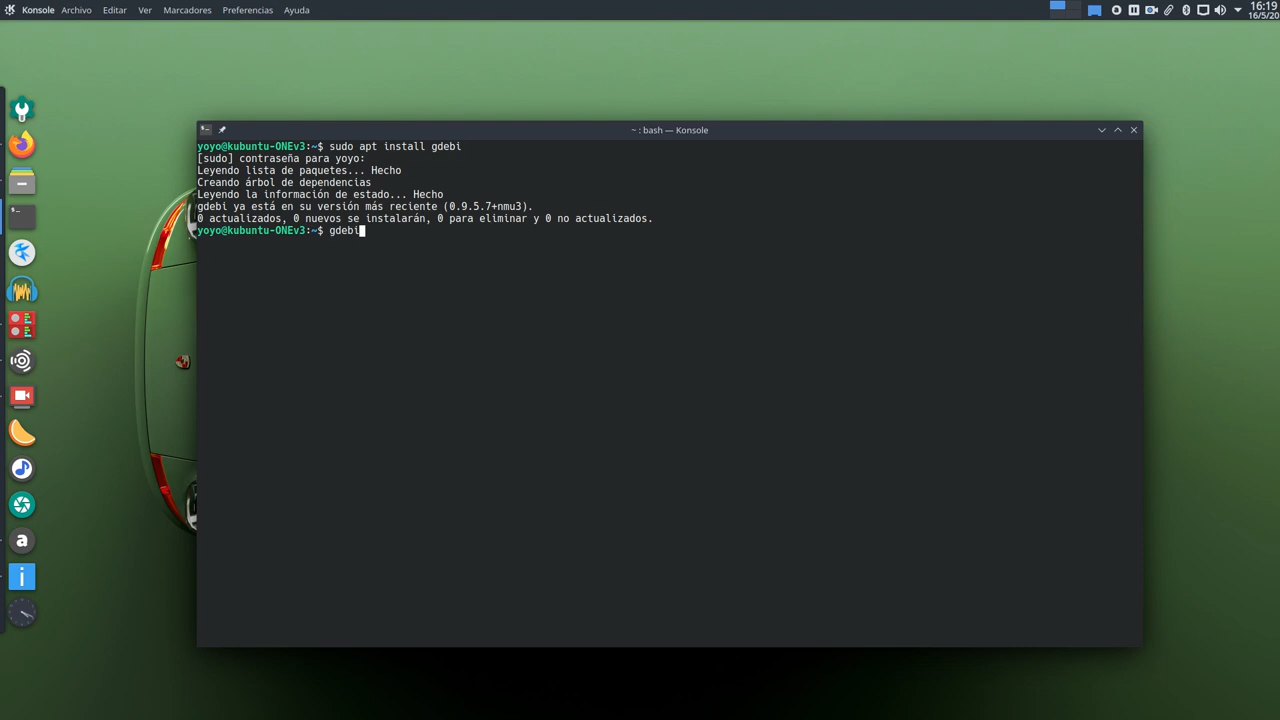 Konsole Archivo Editar Ver Marcadores Preferencias Ayuda
16:19
16/5/20
~ : bash — Konsole
yoyo@kubuntu-ONEv3:~$ sudo apt install gdebi
[sudo] contraseña para yoyo:
Leyendo lista de paquetes... Hecho
Creando árbol de dependencias
Leyendo la información de estado... Hecho
gdebi ya está en su versión más reciente (0.9.5.7+nmu3).
0 actualizados, 0 nuevos se instalarán, 0 para eliminar y 0 no actualizados.
yoyo@kubuntu-ONEv3:~$ gdebi
a
i